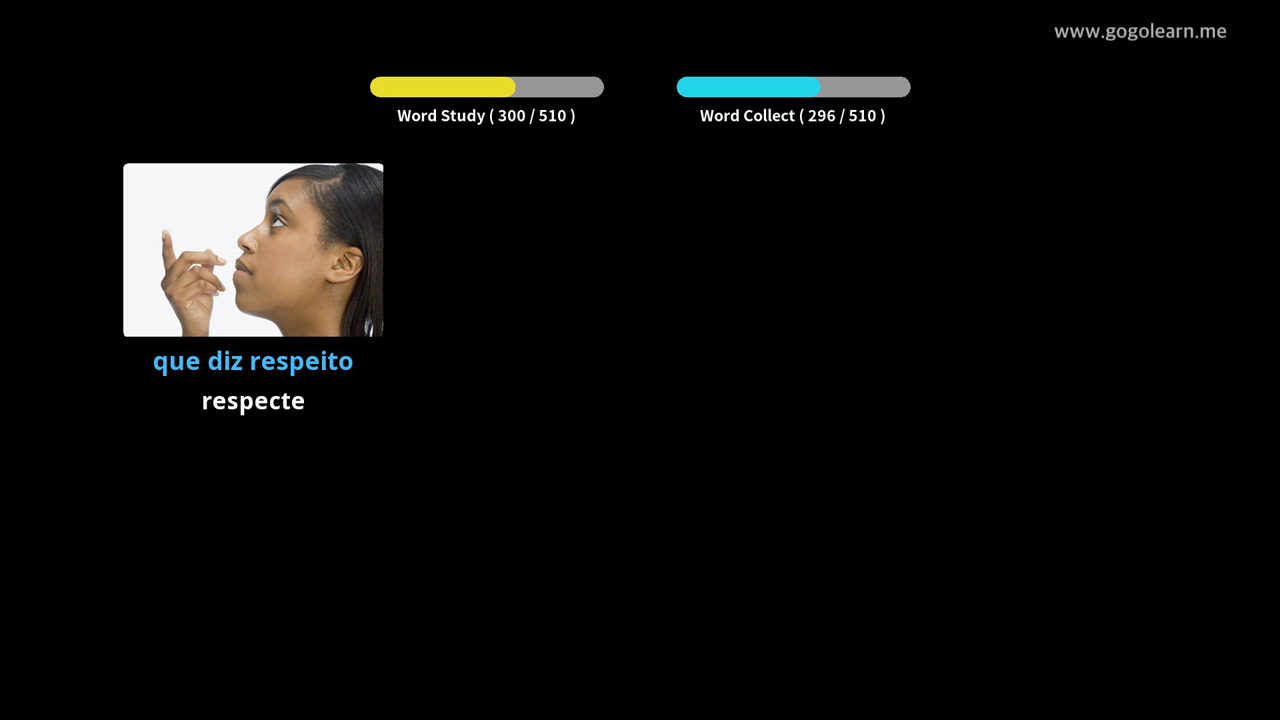 www.gogolearn.me
Word Study ( 300 / 510 )
Word Collect ( 296 / 510 )
que diz respeito
respecte